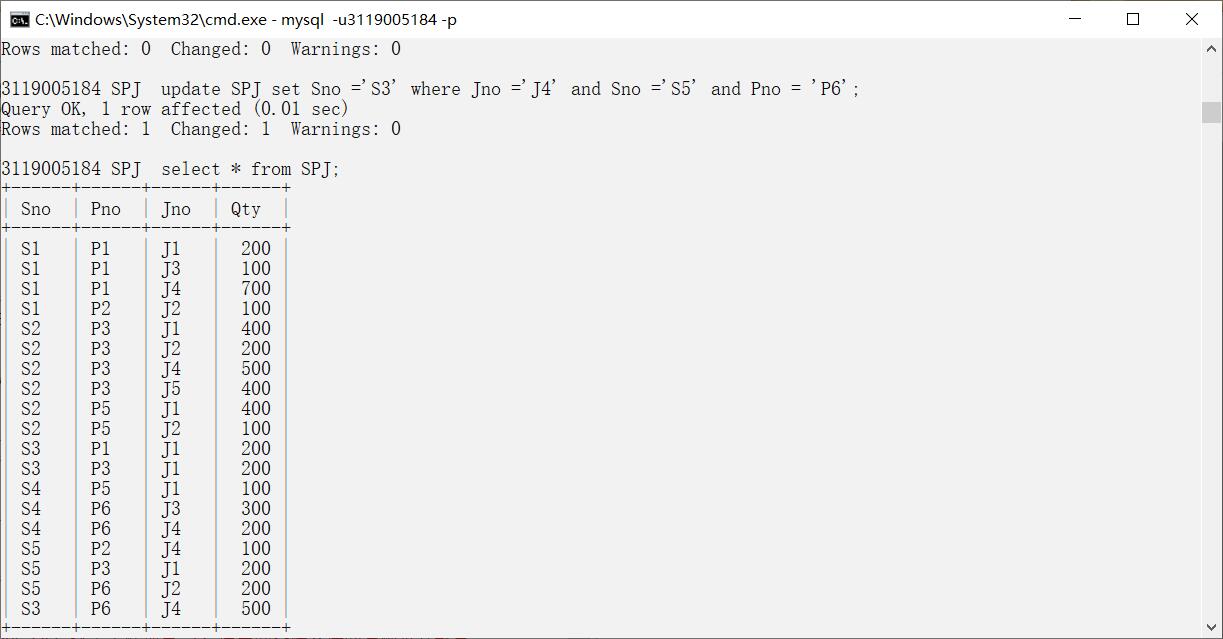 C:\Windows\System32\cmd.exe - mysql  -u3119005184 -p
Rows matched: 0  Changed: 0  Warnings: 0
3119005184 SPJ  update SPJ set Sno ='S3' where Jno ='J4' and Sno ='S5' and Pno = 'P6';
Query OK, 1 row affected (0.01 sec)
Rows matched: 1  Changed: 1  Warnings: 0
3119005184 SPJ  select * from SPJ;
+------+------+------+------+
| Sno  | Pno  | Jno  | Qty  |
+------+------+------+------+
| S1   | P1   | J1   |  200 |
| S1   | P1   | J3   |  100 |
| S1   | P1   | J4   |  700 |
| S1   | P2   | J2   |  100 |
| S2   | P3   | J1   |  400 |
| S2   | P3   | J2   |  200 |
| S2   | P3   | J4   |  500 |
| S2   | P3   | J5   |  400 |
| S2   | P5   | J1   |  400 |
| S2   | P5   | J2   |  100 |
| S3   | P1   | J1   |  200 |
| S3   | P3   | J1   |  200 |
| S4   | P5   | J1   |  100 |
| S4   | P6   | J3   |  300 |
| S4   | P6   | J4   |  200 |
| S5   | P2   | J4   |  100 |
| S5   | P3   | J1   |  200 |
| S5   | P6   | J2   |  200 |
| S3   | P6   | J4   |  500 |
+------+------+------+------+